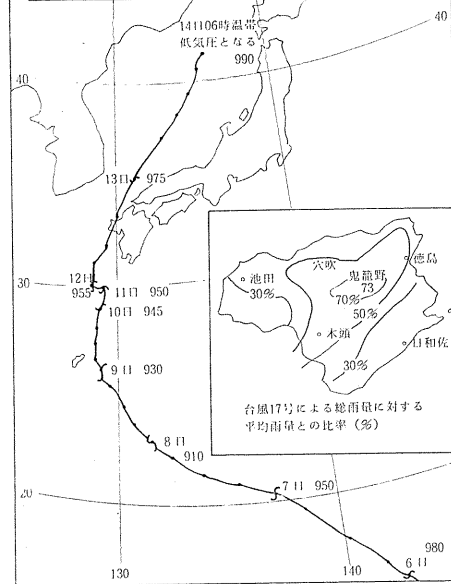 14日06時温帯
低気圧となる
990
40
40
13日 975
12日
955
11日 950
30
10日 945
9日 930
8日
910
7日 950
20
980
6日
130
140
徳島
穴吹
池田
鬼籠野
30%
73
70%
50%
木頭
日和佐
30%
台風17号による総雨量に対する
平均雨量との比率(%)